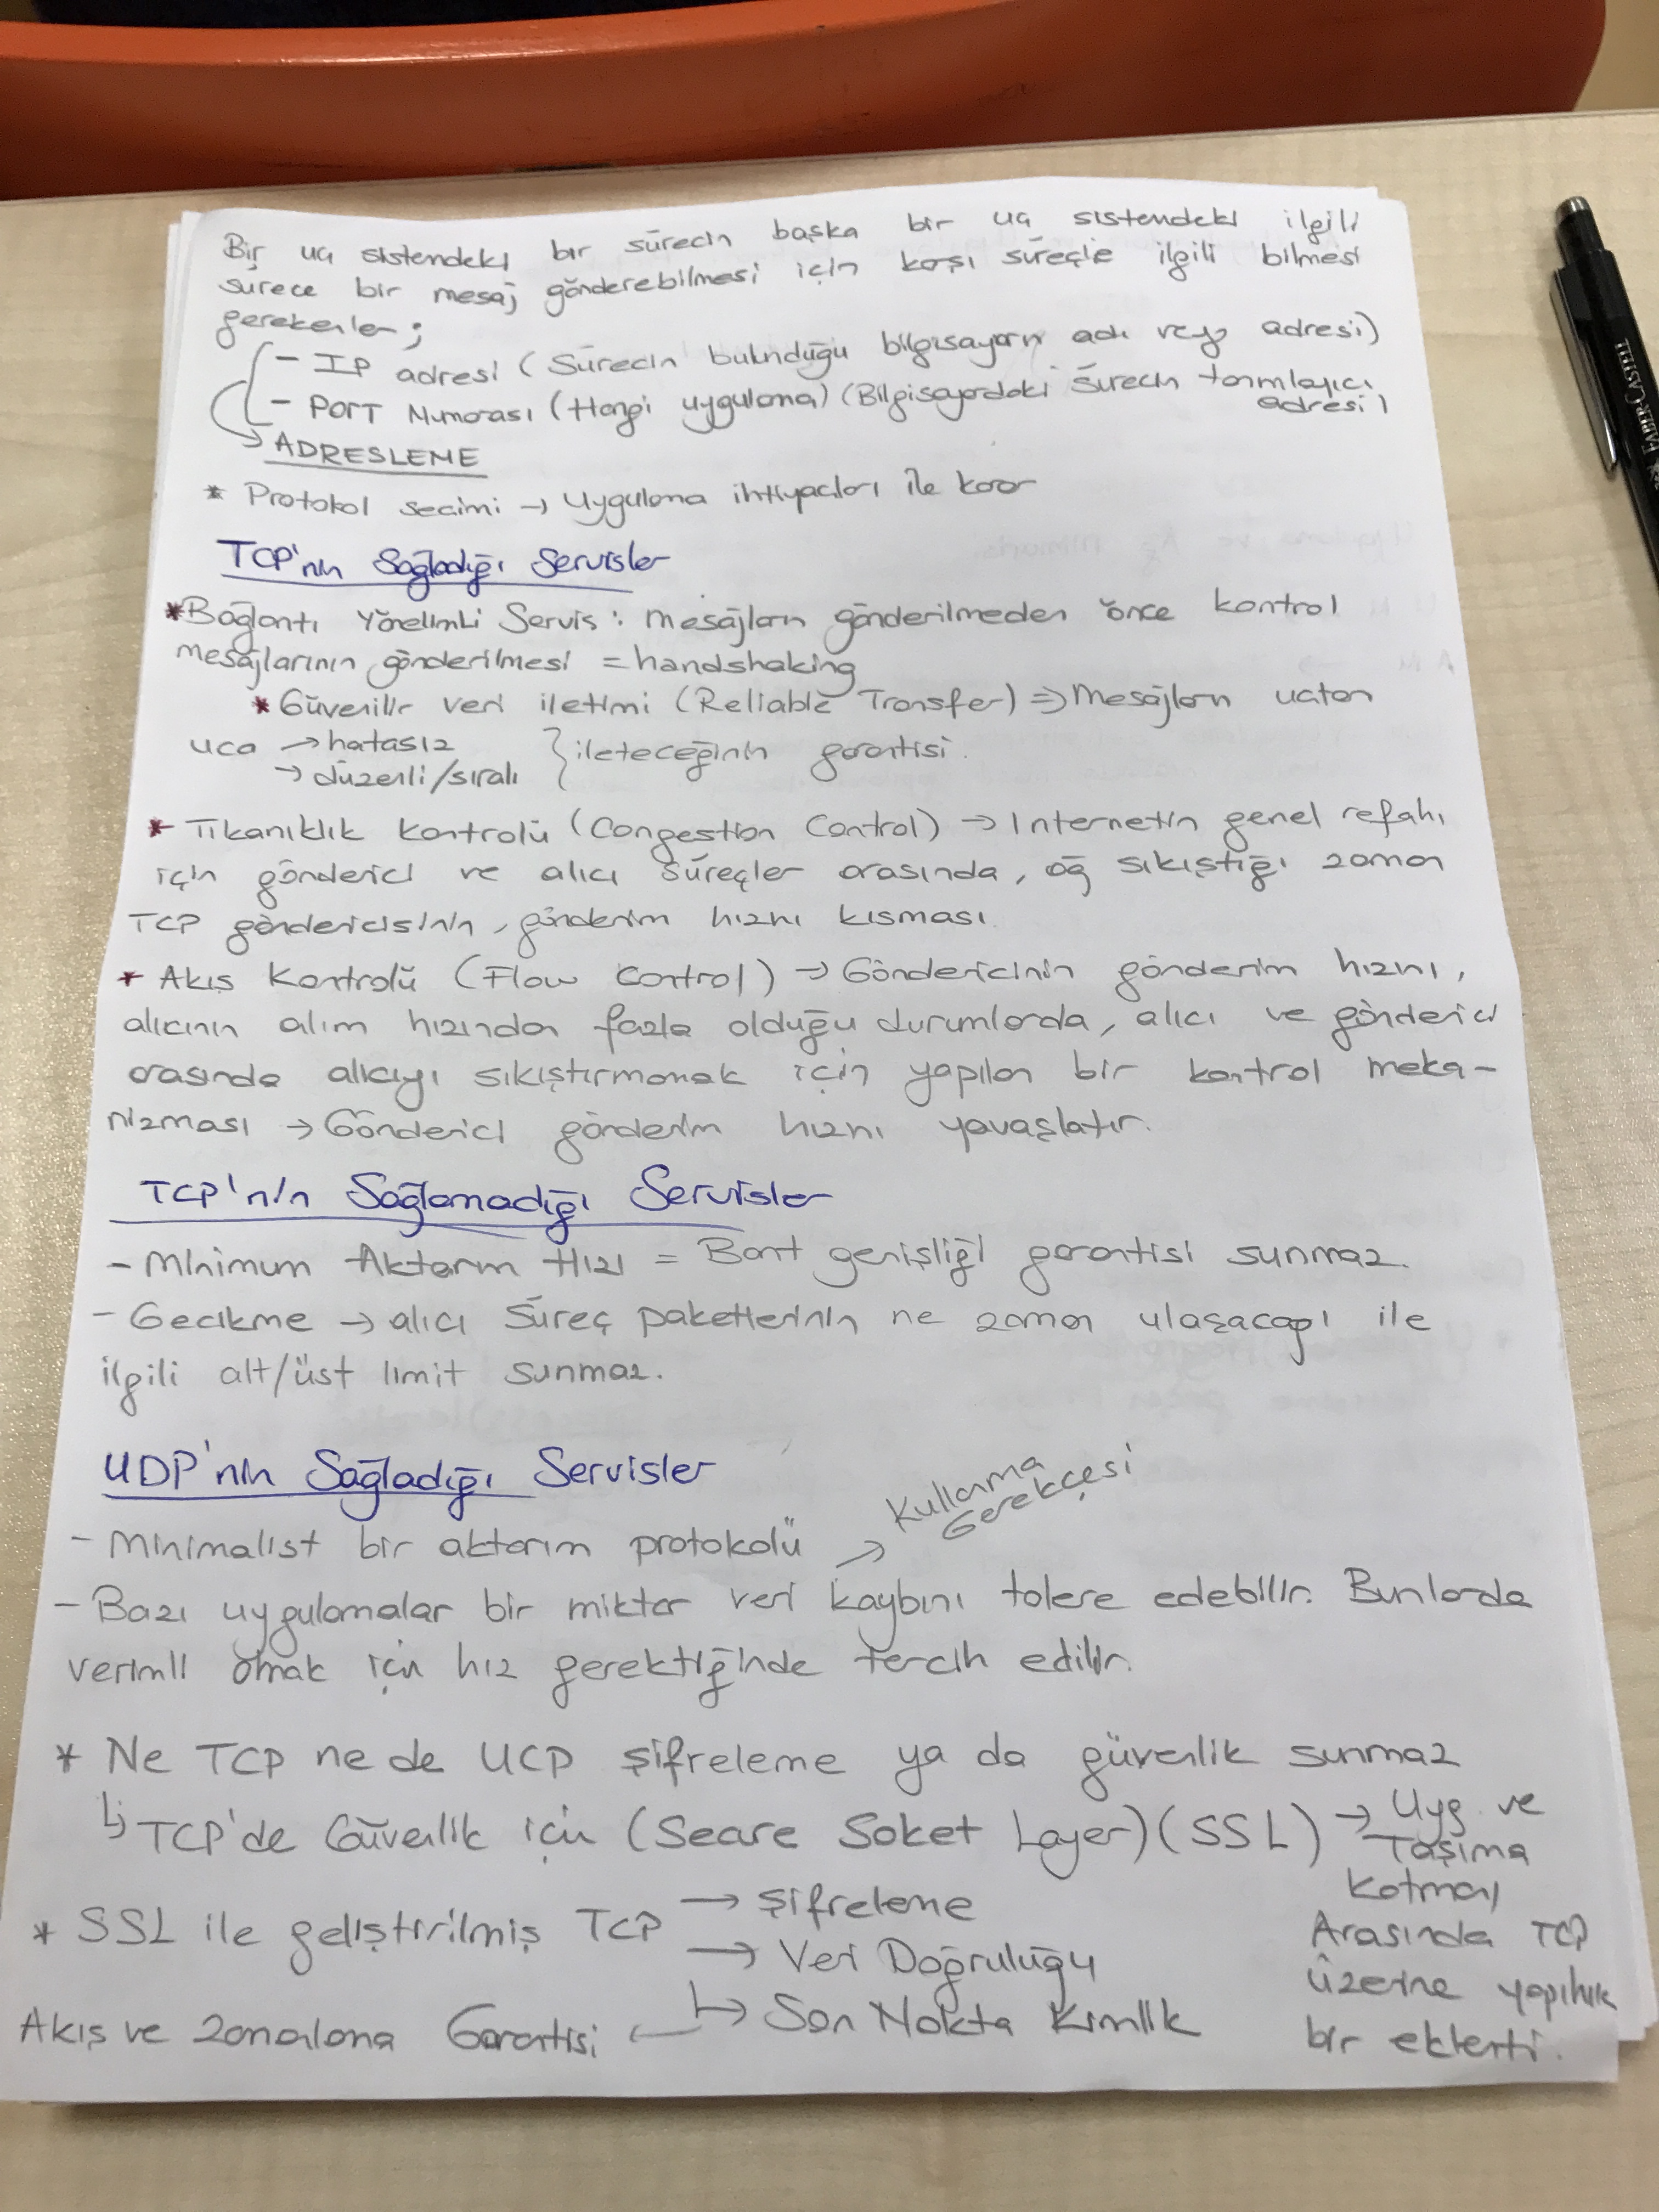 Bir uç sistemdeki bir sürecin başka bir uç sistemdeki ilgili
sürece bir mesaj gönderebilmesi için karşı süreçle ilgili bilmesi
gerekenler;
- IP adresi (Sürecin bulunduğu bilgisayarın adı veya adresi)
- PORT Numarası (Hangi uygulama) (Bilgisayardaki sürecin tanımlayıcı
adresi)
→ ADRESLEME
* Protokol seçimi → Uygulama ihtiyaçları ile karar
TCP'nin Sağladığı Servisler
* Bağlantı Yönelimli Servis: Mesajların gönderilmeden önce kontrol
mesajlarının gönderilmesi = handshaking
* Güvenilir veri iletimi (Reliable Transfer) ⇒ Mesajların uctan
uca → hatasız } ileteceğinin garantisi.
→ düzenli/sıralı
* Tıkanıklık Kontrolü (Congestion Control) → Internetin genel refahı
için gönderici ve alıcı süreçler arasında, ağ sıkıştığı zaman
TCP göndericisinin, gönderim hızını kısması.
* Akış Kontrolü (Flow Control) → Göndericinin gönderim hızını,
alıcının alım hızından fazla olduğu durumlarda, alıcı ve gönderici
arasında alıcıyı sıkıştırmamak için yapılan bir kontrol meka-
nizması → Gönderici gönderim hızını yavaşlatır.
TCP'nin Sağlamadığı Servisler
- Minimum Aktarım Hızı = Bant genişliği garantisi sunmaz.
- Gecikme → alıcı süreç paketlerinin ne zaman ulaşacağı ile
ilgili alt/üst limit sunmaz.
UDP'nin Sağladığı Servisler
- Minimalist bir aktarım protokolü
→ Kullanma
Gerekçesi
- Bazı uygulamalar bir miktar veri kaybını tolere edebilir. Bunlarda
verimli olmak için hız gerektiğinde tercih edilir.
* Ne TCP ne de UCP şifreleme ya da güvenlik sunmaz
↳ TCP'de Güvenlik için (Secare Soket Layer) (SSL) → Uyg. ve
Taşıma
Katmanı
Arasında TCP
üzerine yapılmış
bir eklenti.
* SSL ile geliştirilmiş TCP → Şifreleme
→ Veri Doğruluğu
↳ Son Nokta Kimlik
Akış ve Zamanlama Garantisi ←